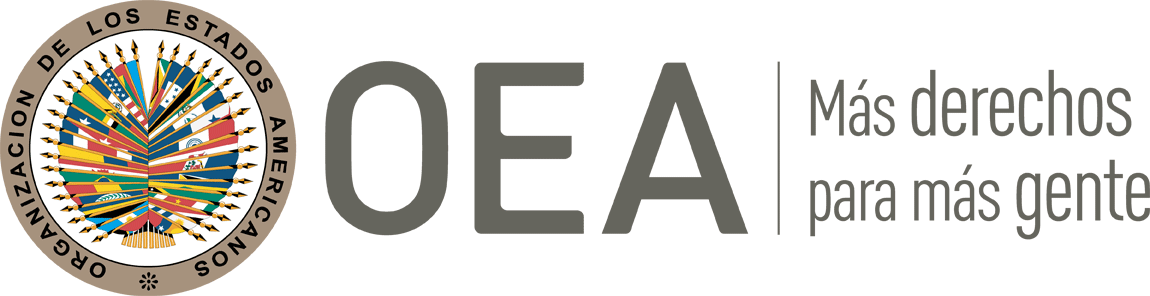 ORGANIZACION DE LOS ESTADOS AMERICANOS
OEA
Más derechos
para más gente